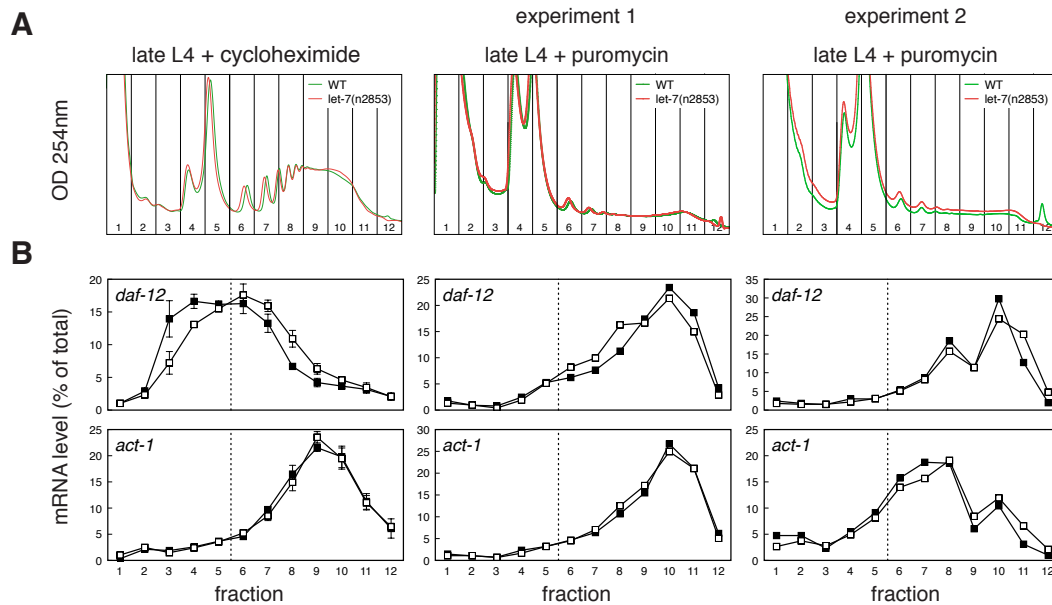 A
experiment 1
experiment 2
late L4 + cycloheximide
late L4 + puromycin
late L4 + puromycin
OD 254nm
WT
let-7(n2853)
1 2 3 4 5 6 7 8 9 10 11 12
WT
let-7(n2853)
1 2 3 4 5 6 7 8 9 10 11 12
WT
let-7(n2853)
1 2 3 4 5 6 7 8 9 10 11 12
B
mRNA level (% of total)
daf-12
20
15
10
5
0
daf-12
25
20
15
10
5
0
daf-12
35
30
25
20
15
10
5
0
act-1
25
20
15
10
5
0
1 2 3 4 5 6 7 8 9 10 11 12
fraction
act-1
30
25
20
15
10
5
0
1 2 3 4 5 6 7 8 9 10 11 12
fraction
act-1
25
20
15
10
5
0
1 2 3 4 5 6 7 8 9 10 11 12
fraction